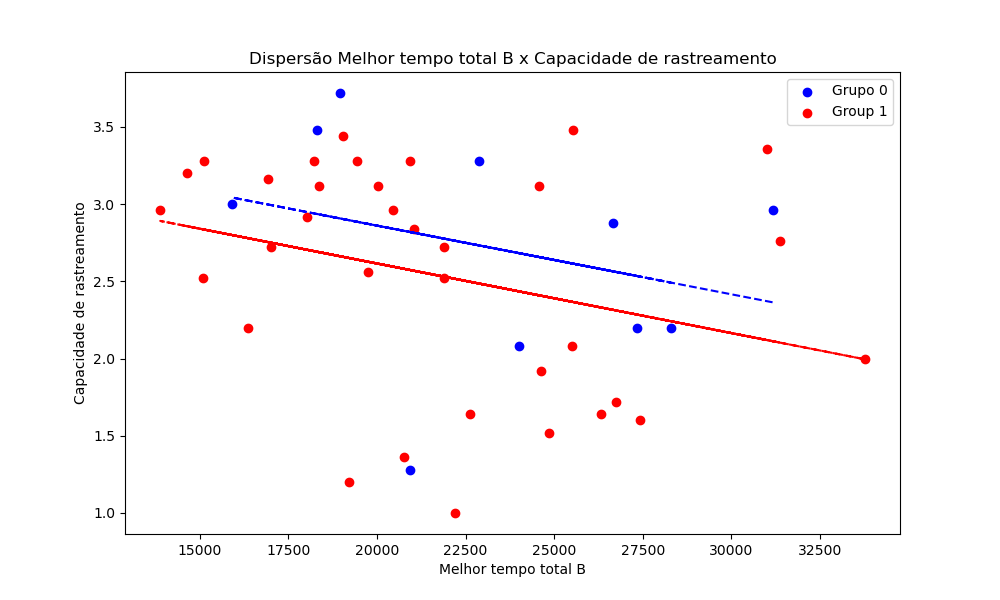 Dispersão Melhor tempo total B x Capacidade de rastreamento
Grupo 0
Group 1
Capacidade de rastreamento
3.5
3.0
2.5
2.0
1.5
1.0
15000 17500 20000 22500 25000 27500 30000 32500
Melhor tempo total B